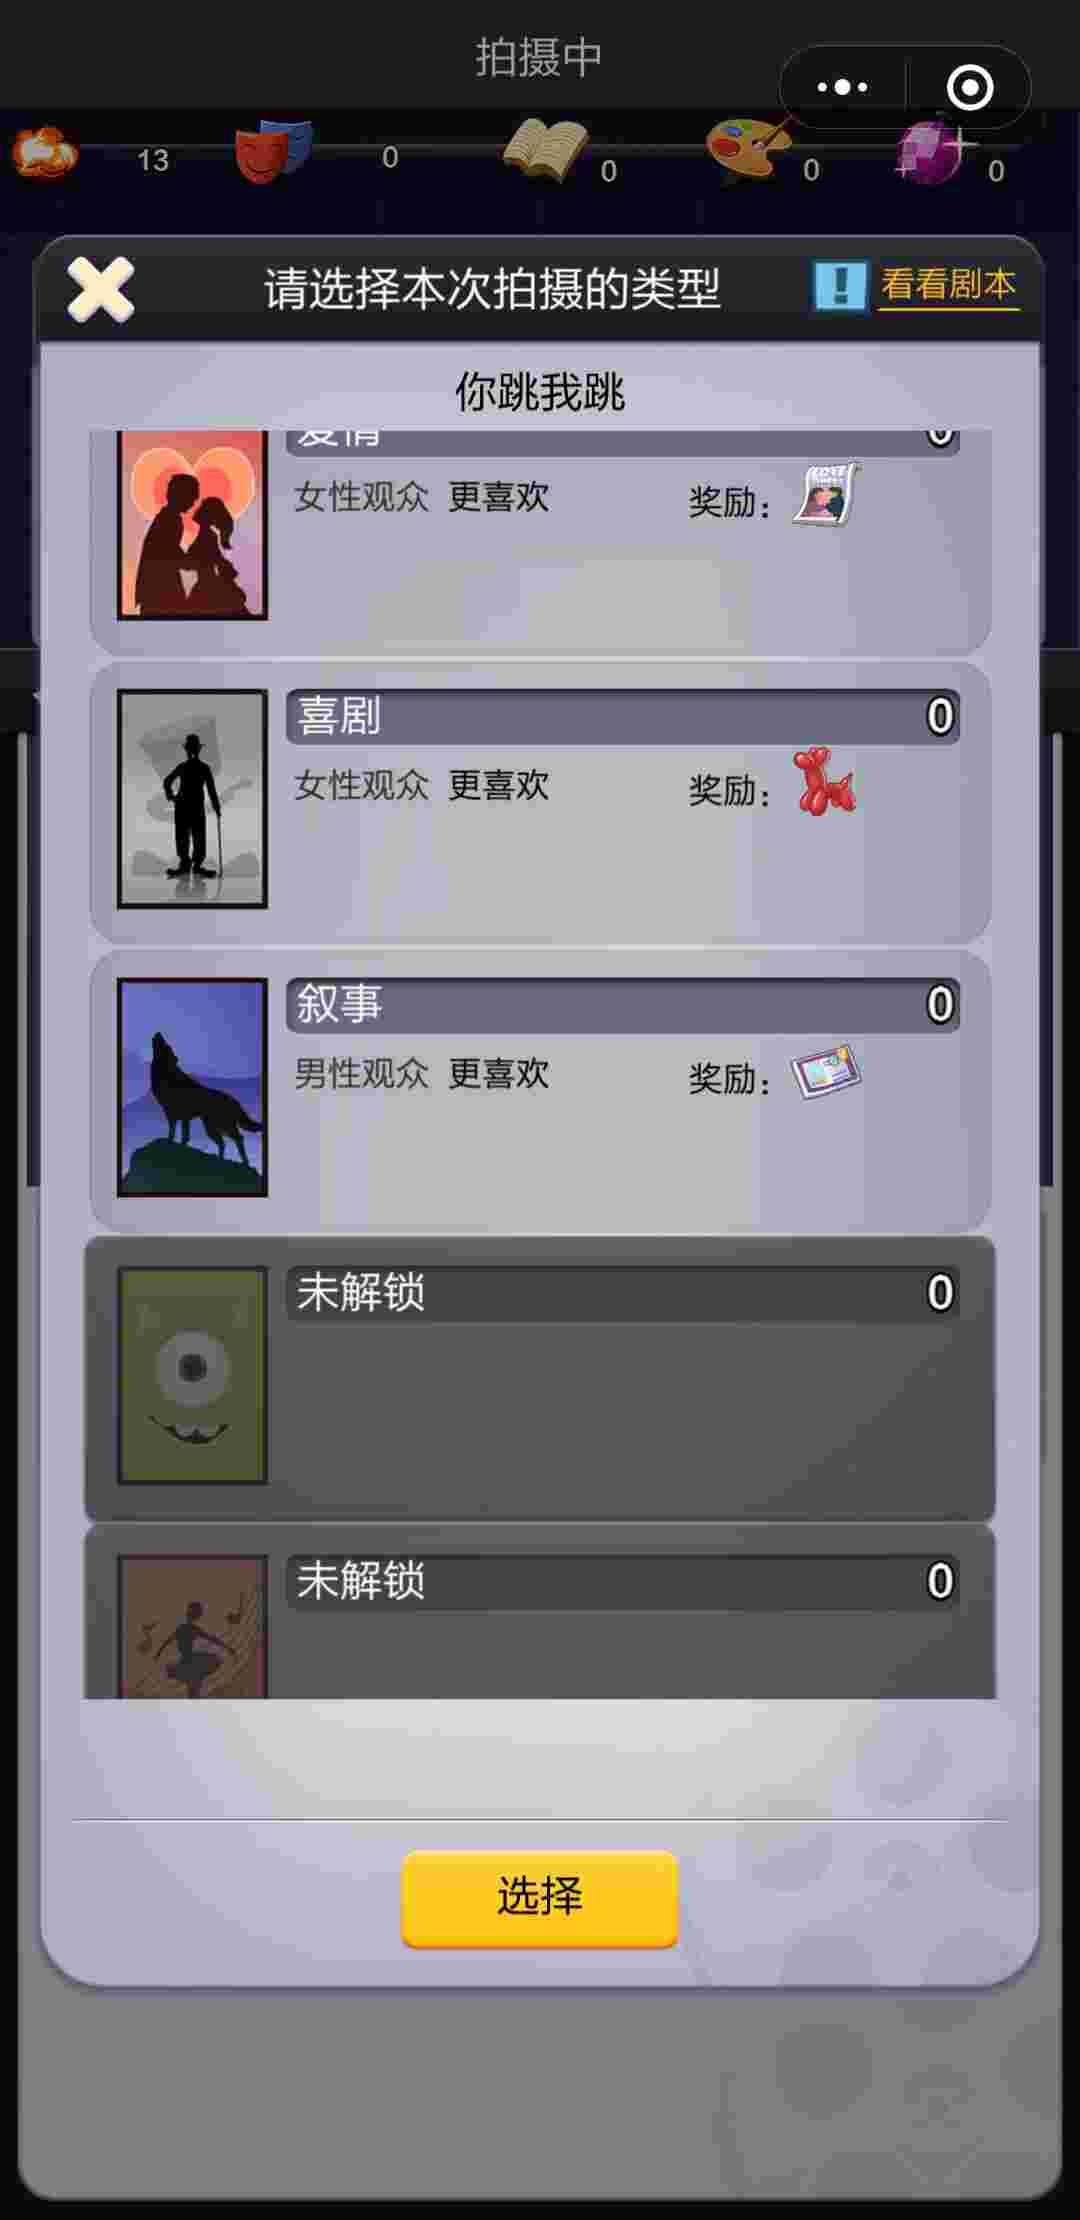 拍摄中
13 0 0 0 0
请选择本次拍摄的类型 看看剧本
你跳我跳
爱情 0
女性观众 更喜欢 奖励：
喜剧 0
女性观众 更喜欢 奖励：
叙事 0
男性观众 更喜欢 奖励：
未解锁 0
未解锁 0
选择